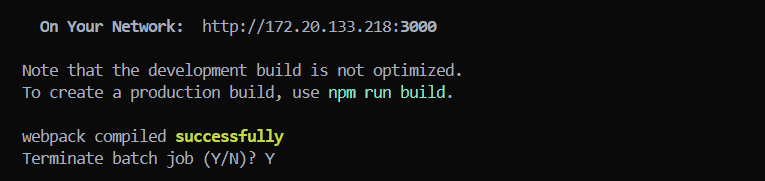 On Your Network:  http://172.20.133.218:3000
Note that the development build is not optimized.
To create a production build, use npm run build.
webpack compiled successfully
Terminate batch job (Y/N)? Y